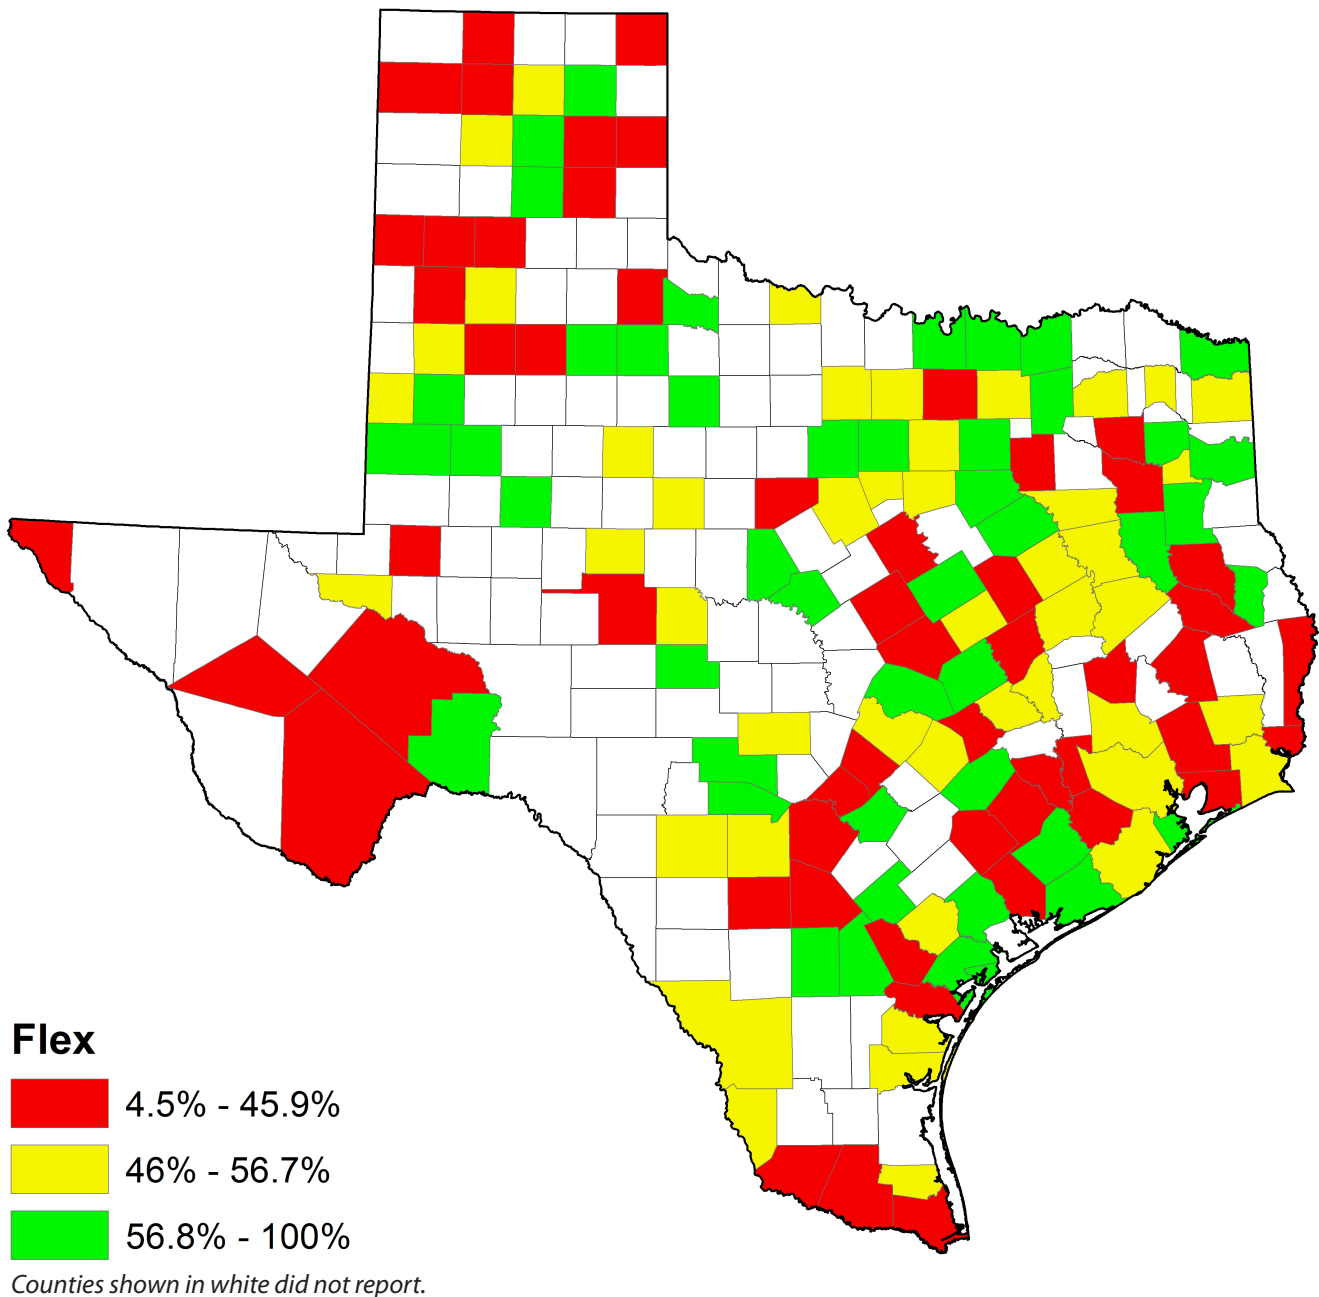 Flex
4.5% - 45.9%
46% - 56.7%
56.8% - 100%
Counties shown in white did not report.